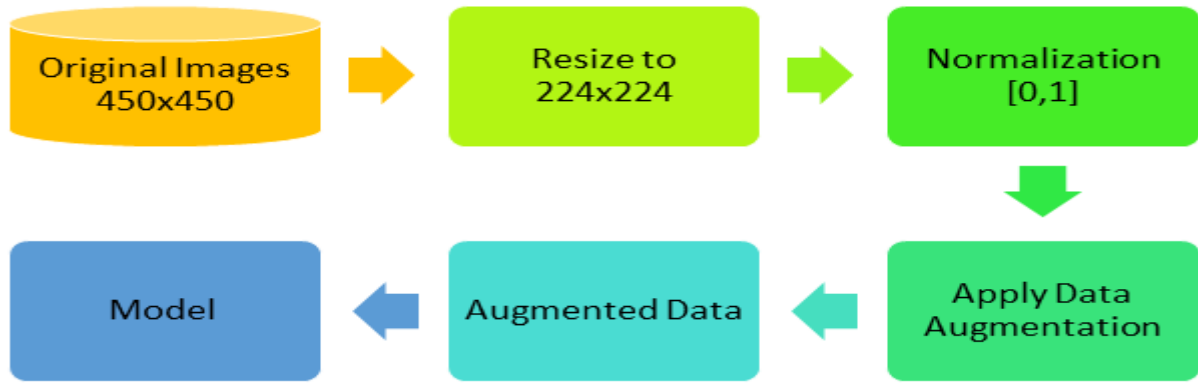 Original Images
450x450
Resize to
224x224
Normalization
[0,1]
Apply Data
Augmentation
Augmented Data
Model